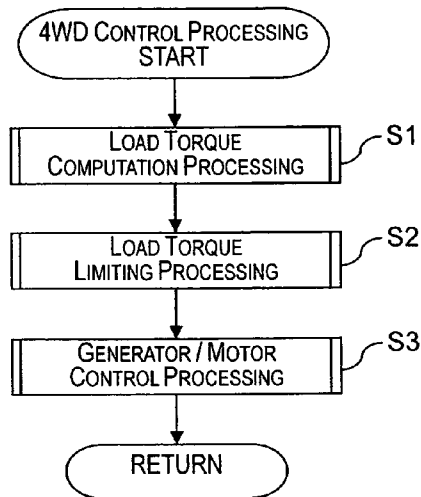 4WD CONTROL PROCESSING
START
LOAD TORQUE
COMPUTATION PROCESSING
S1
LOAD TORQUE
LIMITING PROCESSING
S2
GENERATOR / MOTOR
CONTROL PROCESSING
S3
RETURN